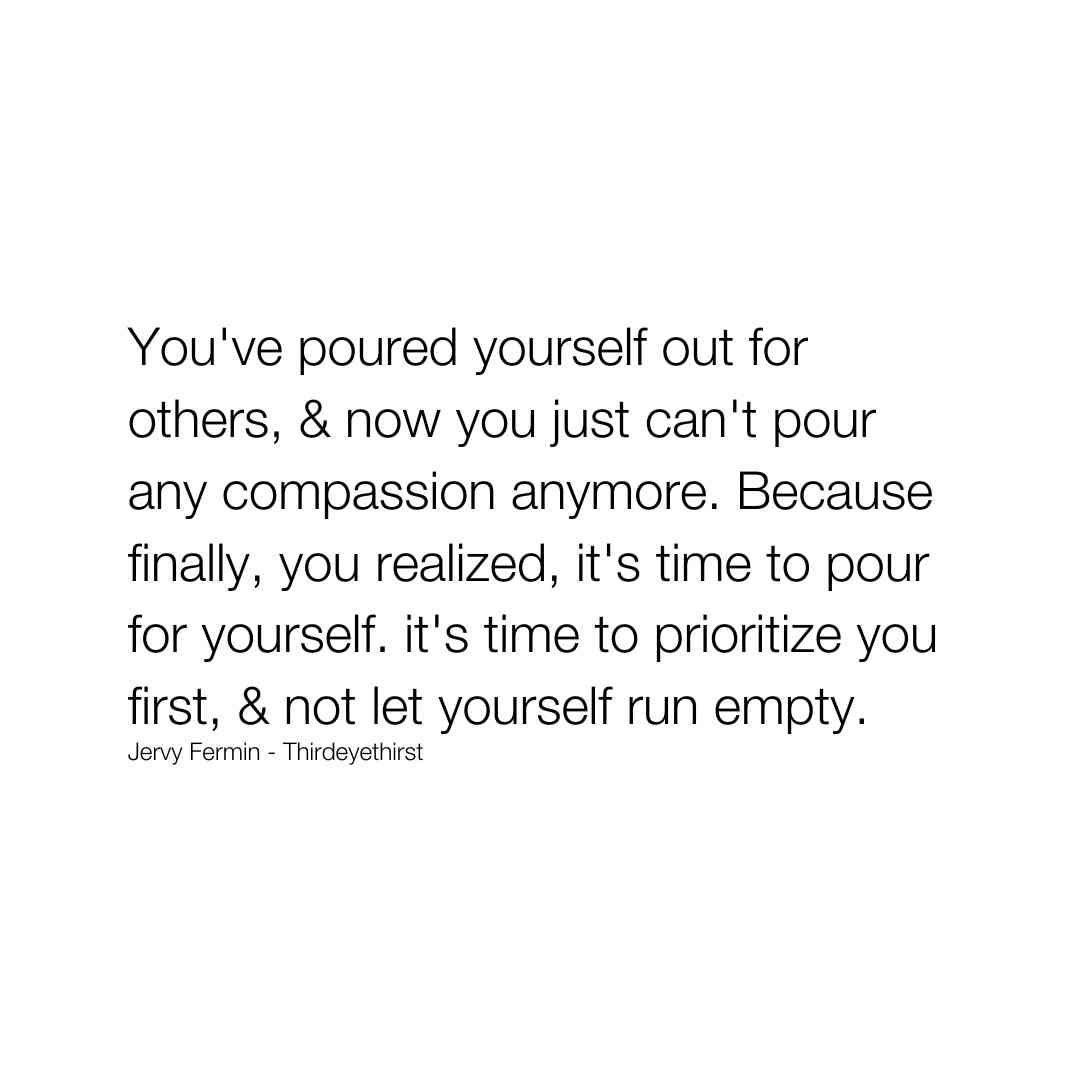 You've poured yourself out for
others, & now you just can't pour
any compassion anymore. Because
finally, you realized, it's time to pour
for yourself. it's time to prioritize you
first, & not let yourself run empty.
Jervy Fermin - Thirdeyethirst